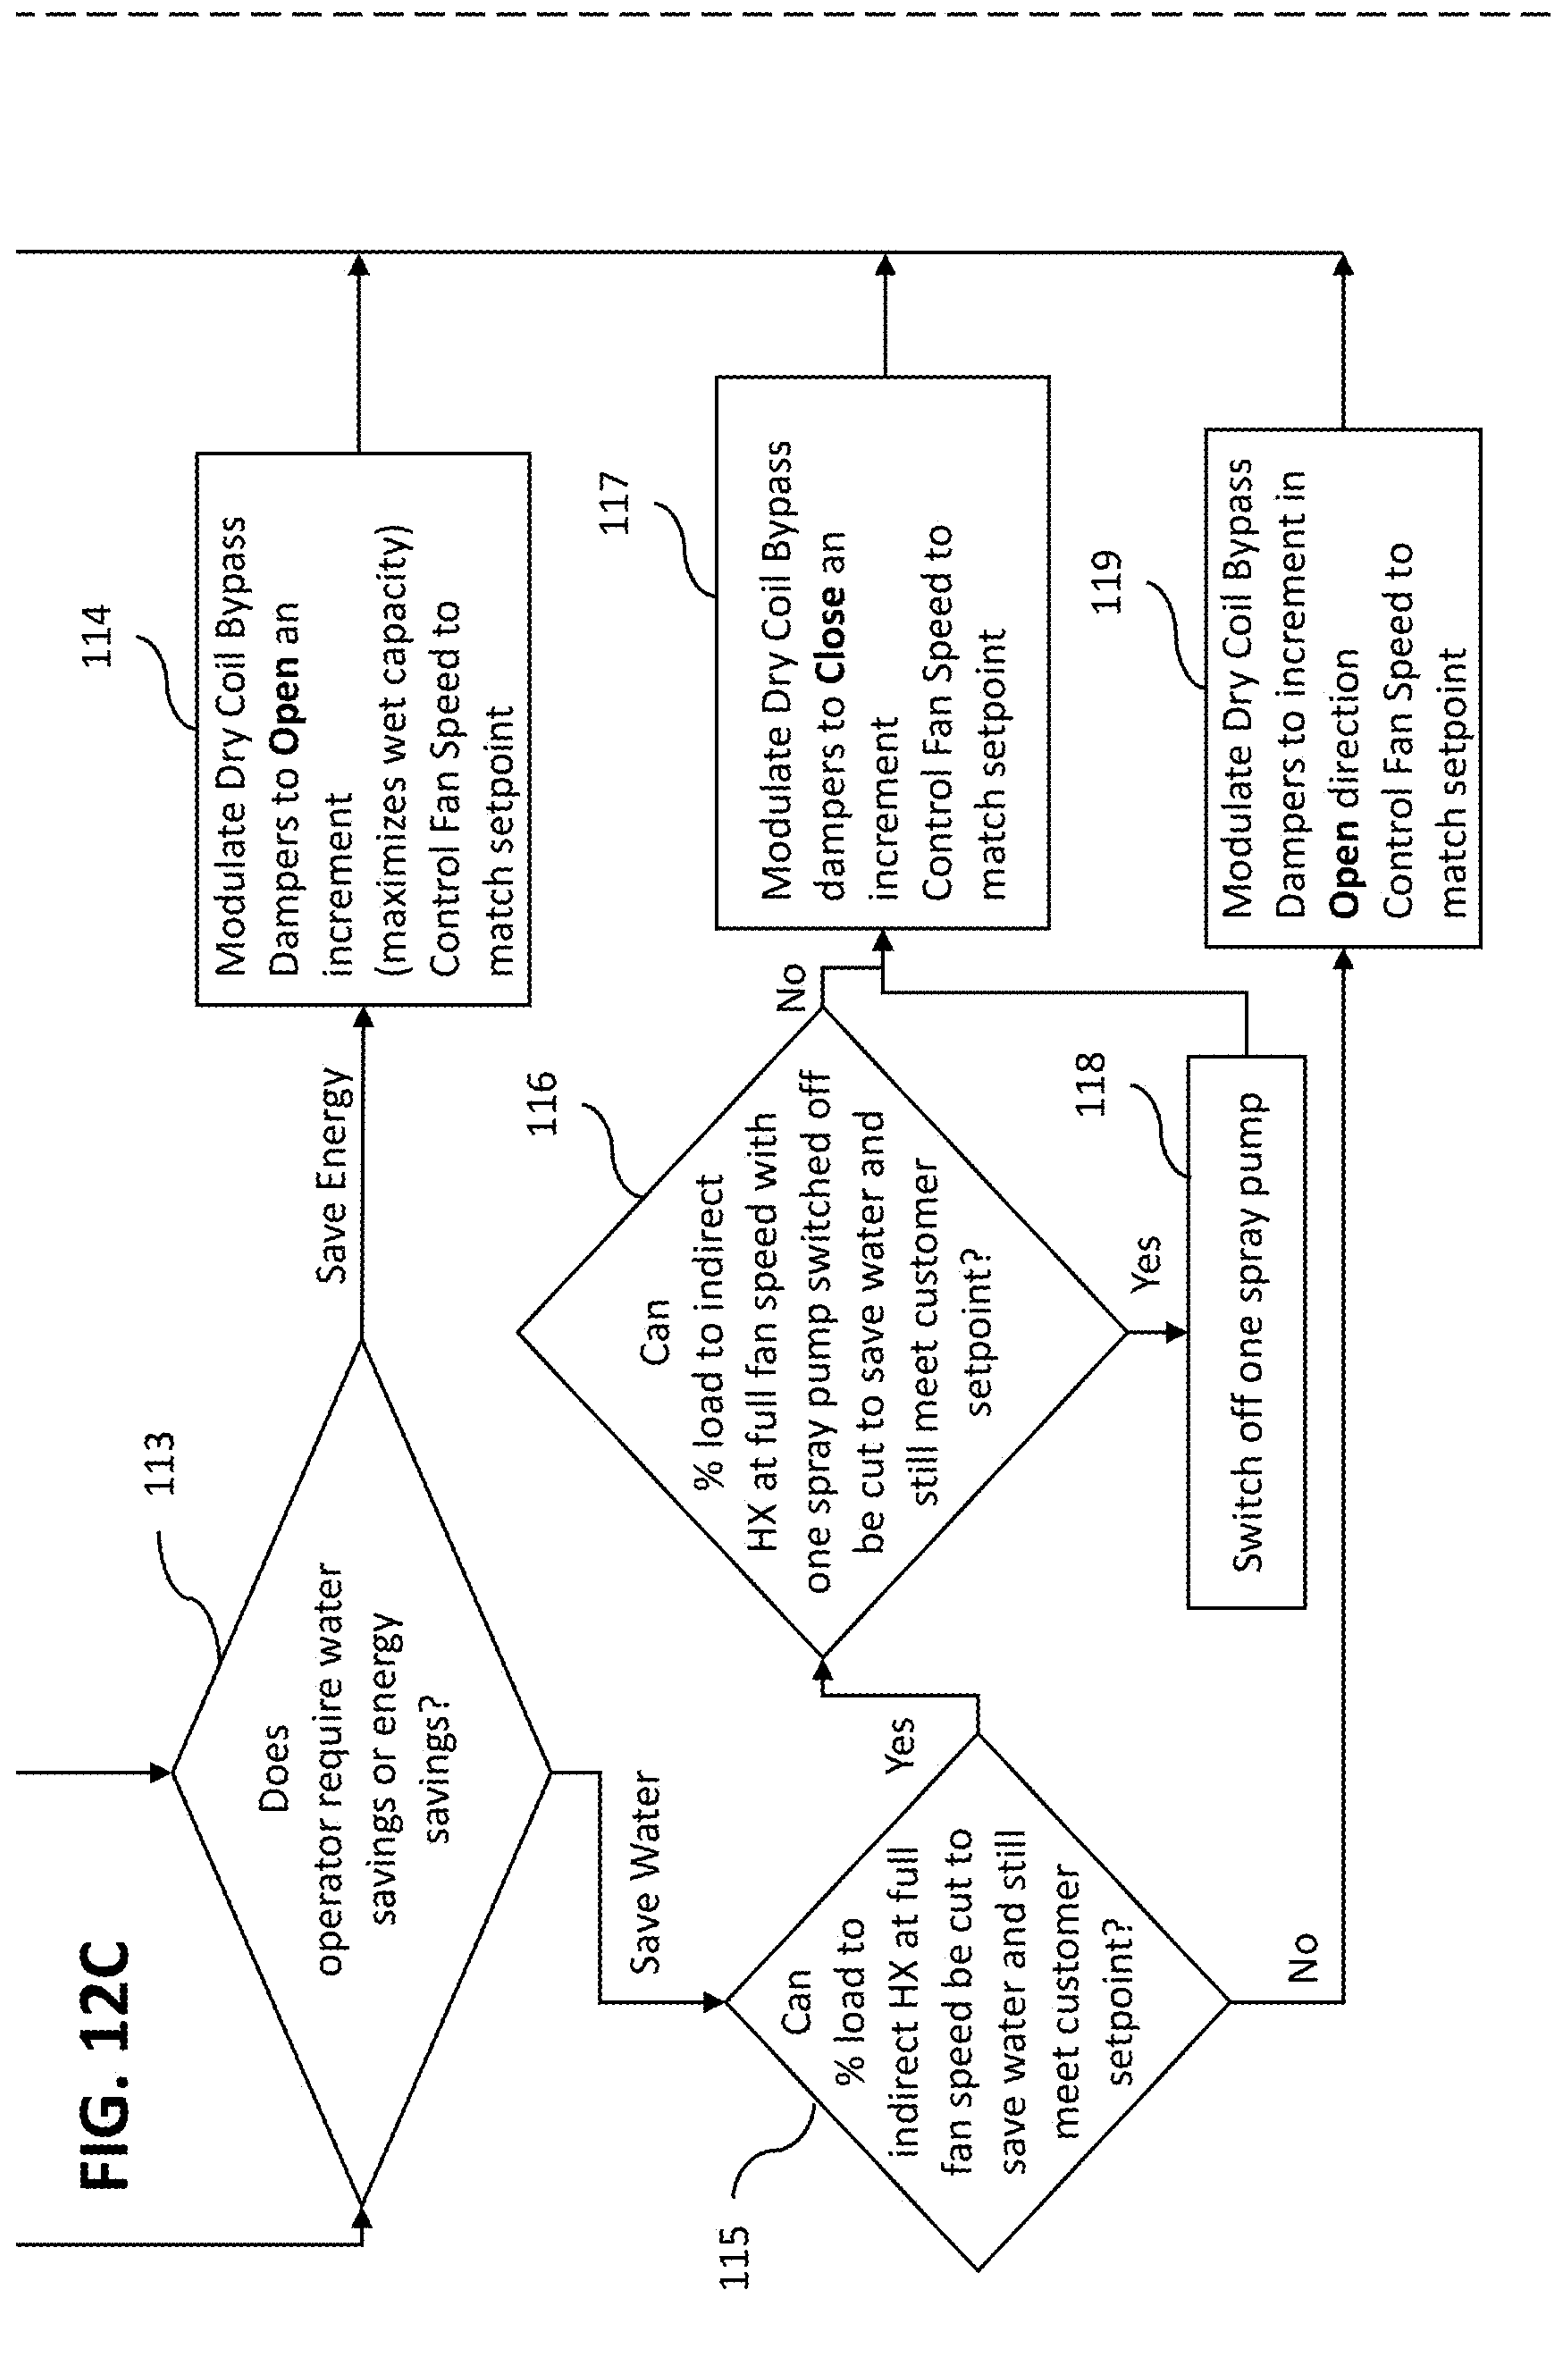 FIG. 12C
113
Does
operator require water
savings or energy
savings?
Save Energy
114
Modulate Dry Coil Bypass
Dampers to Open an
increment
(maximizes wet capacity)
Control Fan Speed to
match setpoint
Save Water
115
Can
% load to
indirect HX at full
fan speed be cut to
save water and still
meet customer
setpoint?
Yes
No
116
Can
% load to indirect
HX at full fan speed with
one spray pump switched off
be cut to save water and
still meet customer
setpoint?
No
Yes
117
Modulate Dry Coil Bypass
dampers to Close an
increment
Control Fan Speed to
match setpoint
118
Switch off one spray pump
119
Modulate Dry Coil Bypass
Dampers to increment in
Open direction
Control Fan Speed to
match setpoint